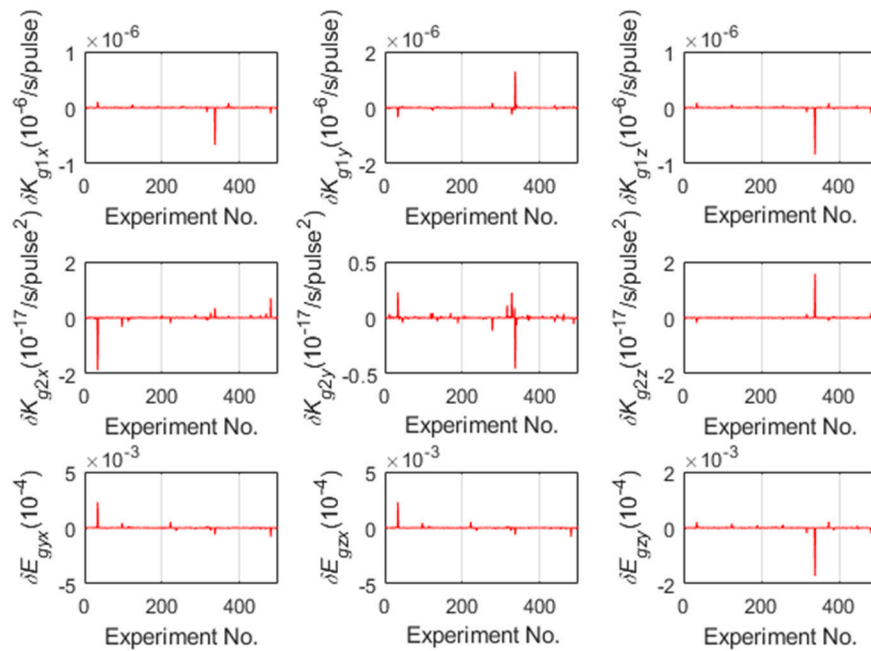 ×10⁻⁶ ×10⁻⁶ ×10⁻⁶
δK_g1x(10⁻⁶/s/pulse) 1 0 -1 δK_g1y(10⁻⁶/s/pulse) 2 0 -2 δK_g1z(10⁻⁶/s/pulse) 1 0 -1
0 200 400 0 200 400 0 200 400
Experiment No. Experiment No. Experiment No.
δK_g2x(10⁻¹⁷/s/pulse²) 2 0 -2 δK_g2y(10⁻¹⁷/s/pulse²) 0.5 0 -0.5 δK_g2z(10⁻¹⁷/s/pulse²) 2 0 -2
0 200 400 0 200 400 0 200 400
Experiment No. Experiment No. Experiment No.
×10⁻³ ×10⁻³ ×10⁻³
δE_gyx(10⁻⁴) 5 0 -5 δE_gzx(10⁻⁴) 5 0 -5 δE_gzy(10⁻⁴) 2 0 -2
0 200 400 0 200 400 0 200 400
Experiment No. Experiment No. Experiment No.